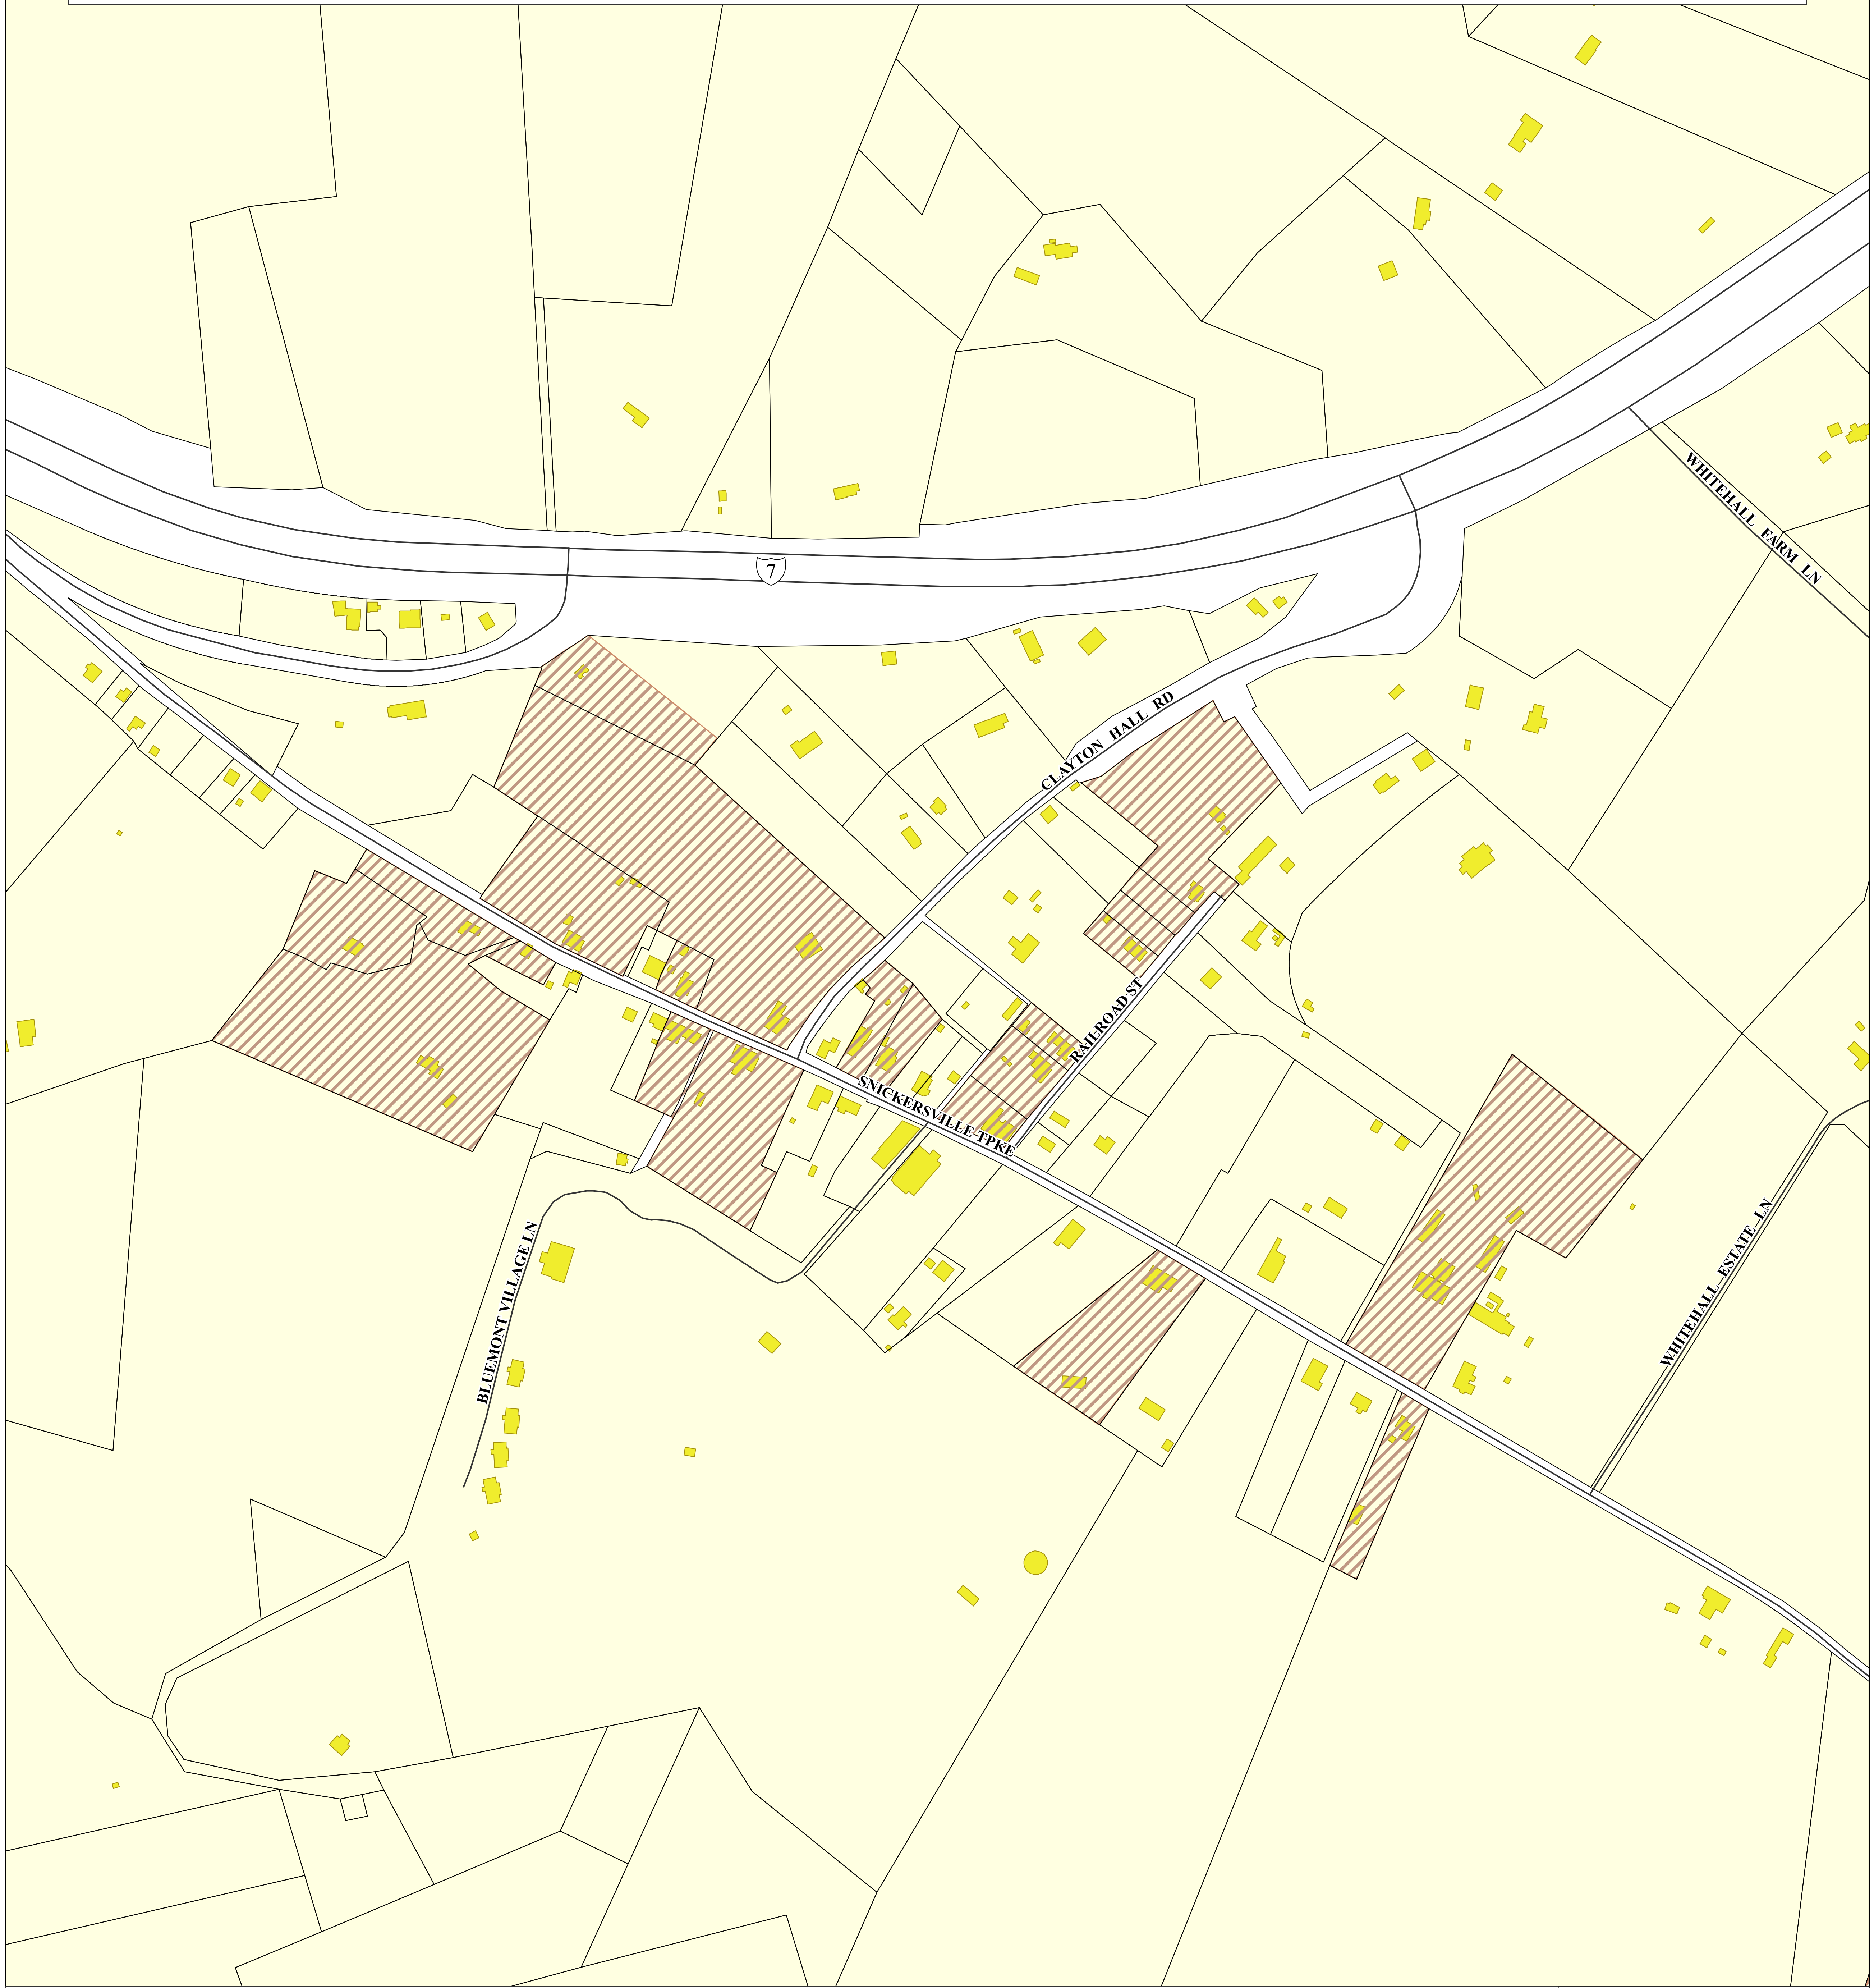 WHITEHALL FARM LN
7
CLAYTON HALL RD
RAILROAD ST
SNICKERSVILLE TPKE
BLUEMONT VILLAGE LN
WHITEHALL ESTATE LN